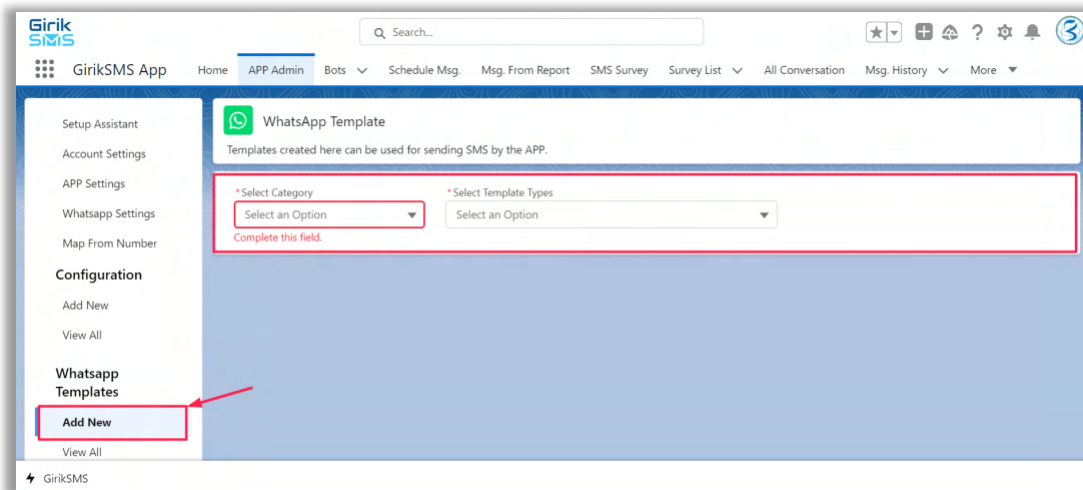 Girik
SMS
Search...
GirikSMS App
Home APP Admin Bots Schedule Msg. Msg. From Report SMS Survey Survey List All Conversation Msg. History More
Setup Assistant
Account Settings
APP Settings
Whatsapp Settings
Map From Number
Configuration
Add New
View All
Whatsapp
Templates
Add New
View All
WhatsApp Template
Templates created here can be used for sending SMS by the APP.
*Select Category *Select Template Types
Select an Option Select an Option
Complete this field.
GirikSMS